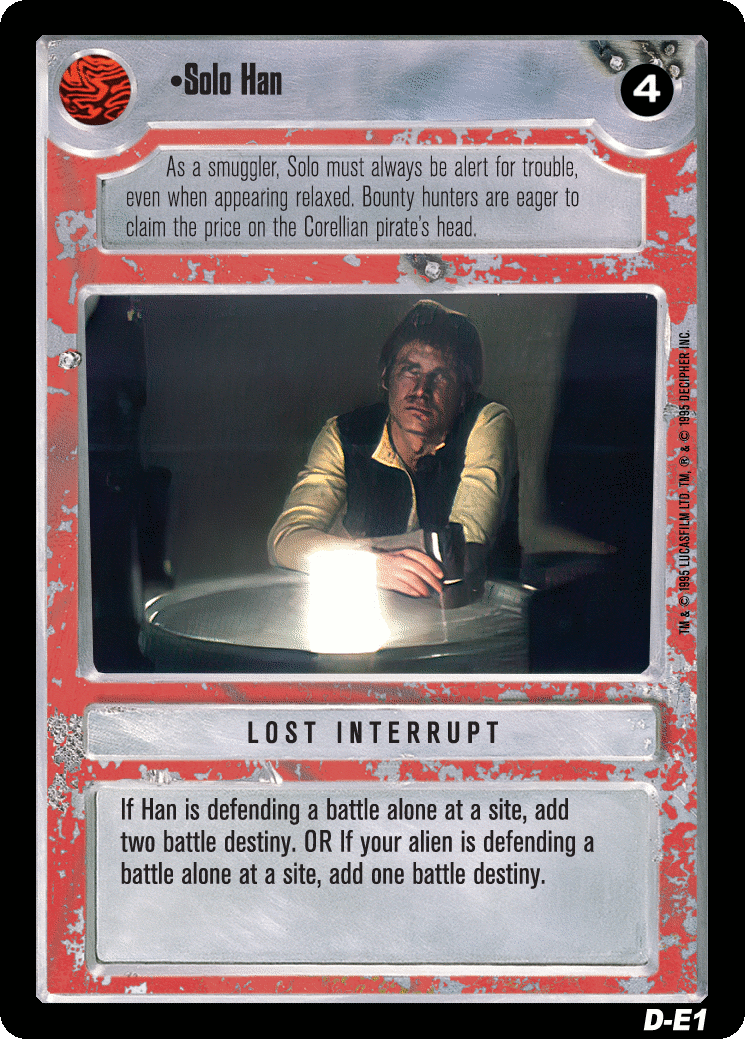 •Solo Han
4
As a smuggler, Solo must always be alert for trouble,
even when appearing relaxed. Bounty hunters are eager to
claim the price on the Corellian pirate's head.
TM & © 1995 LUCASFILM LTD. TM, ® & © 1995 DECIPHER INC.
LOST INTERRUPT
If Han is defending a battle alone at a site, add
two battle destiny. OR If your alien is defending a
battle alone at a site, add one battle destiny.
D-E1